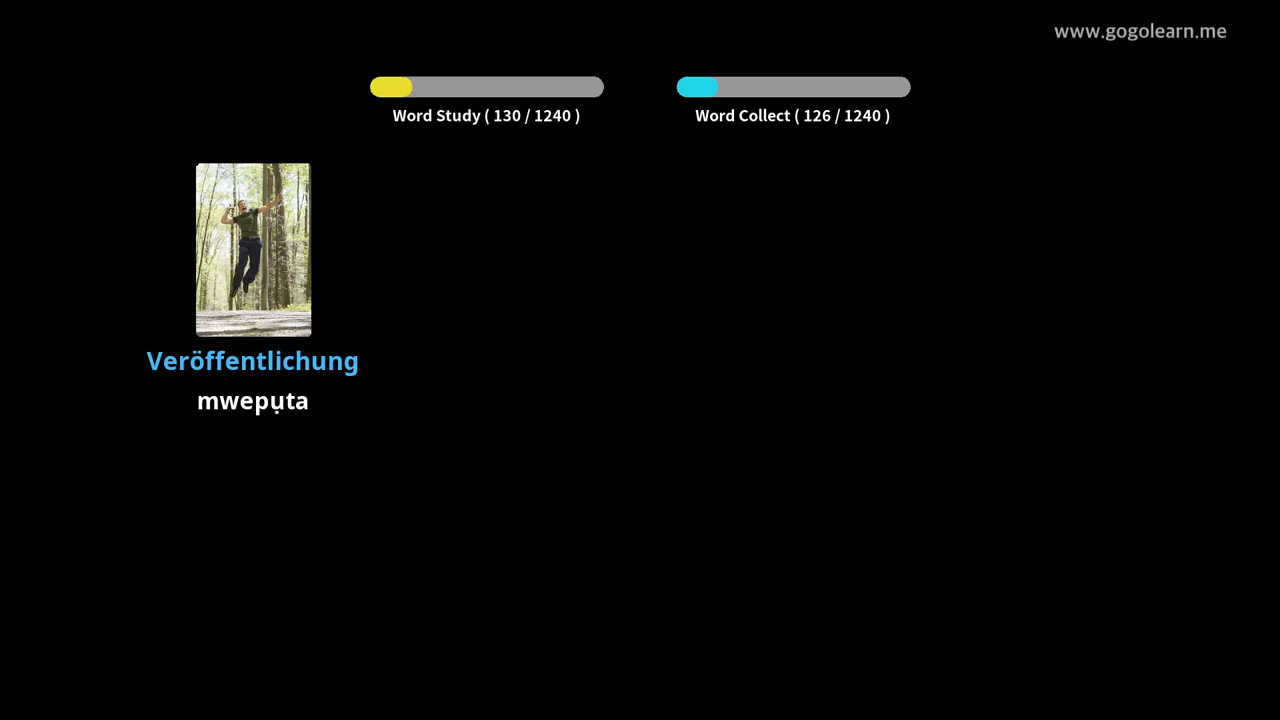 www.gogolearn.me
Word Study ( 130 / 1240 )
Word Collect ( 126 / 1240 )
Veröffentlichung
mwepụta